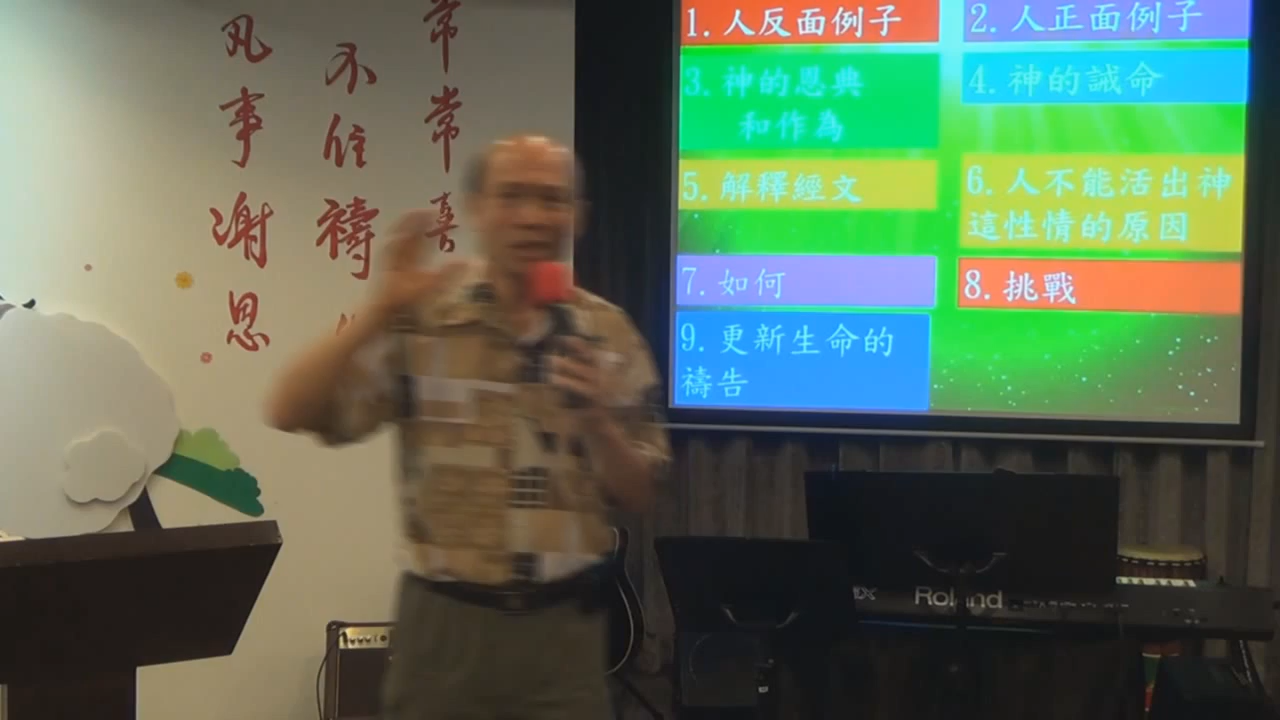 常常喜
不住禱
凡事謝恩
1.人反面例子
2.人正面例子
3.神的恩典
和作為
4.神的誡命
5.解釋經文
6.人不能活出神
這性情的原因
7.如何
8.挑戰
9.更新生命的
禱告
Roland